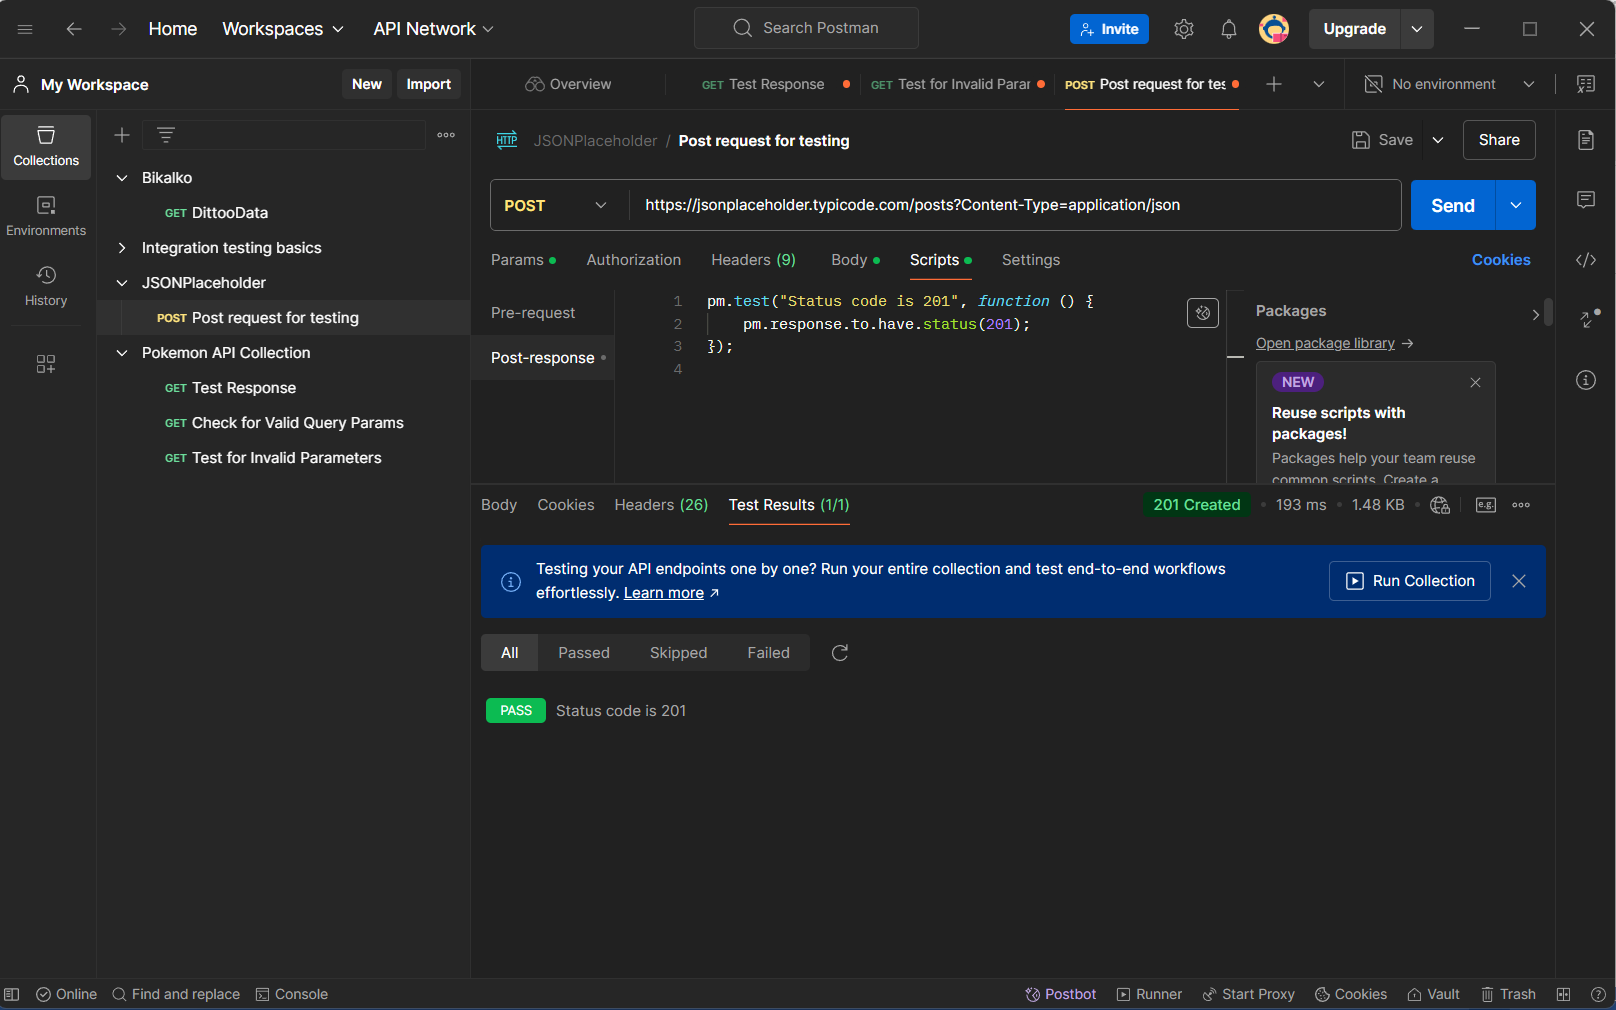 Home Workspaces API Network Search Postman Invite Upgrade
My Workspace New Import Overview GET Test Response GET Test for Invalid Parar POST Post request for tes No environment
Collections
Environments
History
Bikalko
GET DittooData
Integration testing basics
JSONPlaceholder
POST Post request for testing
Pokemon API Collection
GET Test Response
GET Check for Valid Query Params
GET Test for Invalid Parameters
HTTP JSONPlaceholder / Post request for testing Save Share
POST https://jsonplaceholder.typicode.com/posts?Content-Type=application/json Send
Params Authorization Headers (9) Body Scripts Settings Cookies
Pre-request
Post-response
1 pm.test("Status code is 201", function () {
2 pm.response.to.have.status(201);
3 });
4
Packages
Open package library →
NEW
Reuse scripts with
packages!
Packages help your team reuse
common scripts. Create a
Body Cookies Headers (26) Test Results (1/1) 201 Created 193 ms 1.48 KB e.g.
Testing your API endpoints one by one? Run your entire collection and test end-to-end workflows
effortlessly. Learn more ↗
Run Collection
All Passed Skipped Failed
PASS Status code is 201
Online Find and replace Console Postbot Runner Start Proxy Cookies Vault Trash